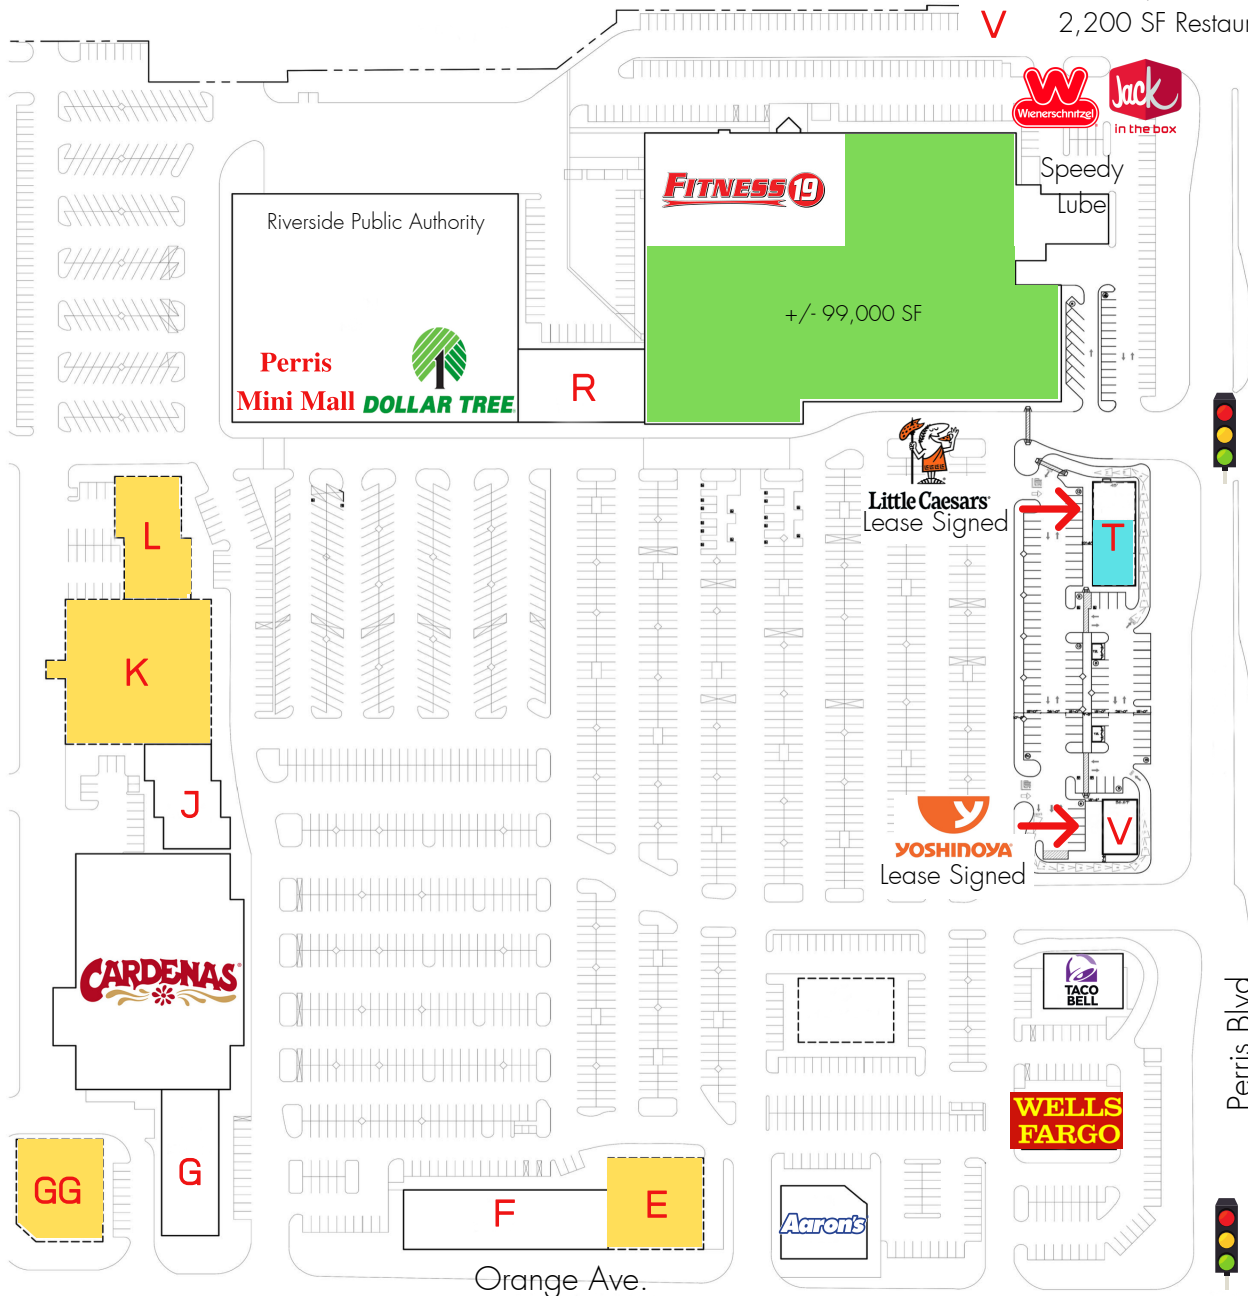 V
2,200 SF Restaur
W
Wienerschnitzel
Jack
in the box
Speedy
Lube
FITNESS 19
Riverside Public Authority
+/- 99,000 SF
Perris
Mini Mall
DOLLAR TREE
R
Little Caesars
Lease Signed
T
L
K
J
YOSHINOYA
Lease Signed
V
CARDENAS
TACO
BELL
Perris Blvd
WELLS
FARGO
GG
G
F
E
Aaron's
Orange Ave.